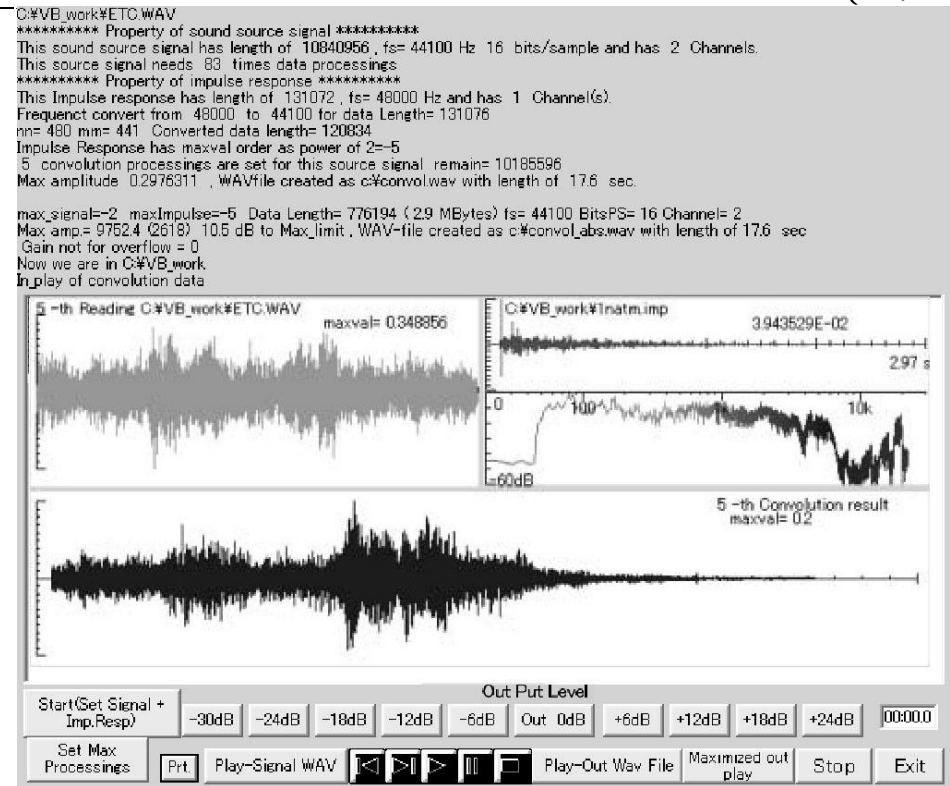 C:¥VB_work¥ETC.WAV
********** Property of sound source signal **********
This sound source signal has length of 10840956 , fs= 44100 Hz 16 bits/sample and has 2 Channels.
This source signal needs 83 times data processings
********** Property of impulse response **********
This Impulse response has length of 131072 , fs= 48000 Hz and has 1 Channel(s).
Frequenct convert from 48000 to 44100 for data Length= 131076
nn= 480 mm= 441 Converted data length= 120834
Impulse Response has maxval order as power of 2=-5
5 convolution processings are set for this source signal remain= 10185596
Max amplitude 0.2976311 , WAVfile created as c:¥convol.wav with length of 17.6 sec.
max_signal=-2 maxImpulse=-5 Data Length= 776194 ( 2.9 MBytes) fs= 44100 BitsPS= 16 Channel= 2
Max amp.= 9752.4 (2618) 10.5 dB to Max_limit , WAV-file created as c:¥convol_abs.wav with length of 17.6 sec
Gain not for overflow = 0
Now we are in C:¥VB_work
In_play of convolution data
5 -th Reading C:¥VB_work¥ETC.WAV
maxval= 0.348856
C:¥VB_work¥1natm.imp
3.943529E-02
2.97 s
0 100 1k 10k
-60dB
5 -th Convolution result
maxval= 0.2
Out Put Level
Start(Set Signal + Imp.Resp)
-30dB -24dB -18dB -12dB -6dB Out 0dB +6dB +12dB +18dB +24dB 00:00.0
Set Max Processings
Prt. Play-Signal WAV Play-Out Wav File Maximized out play Stop Exit